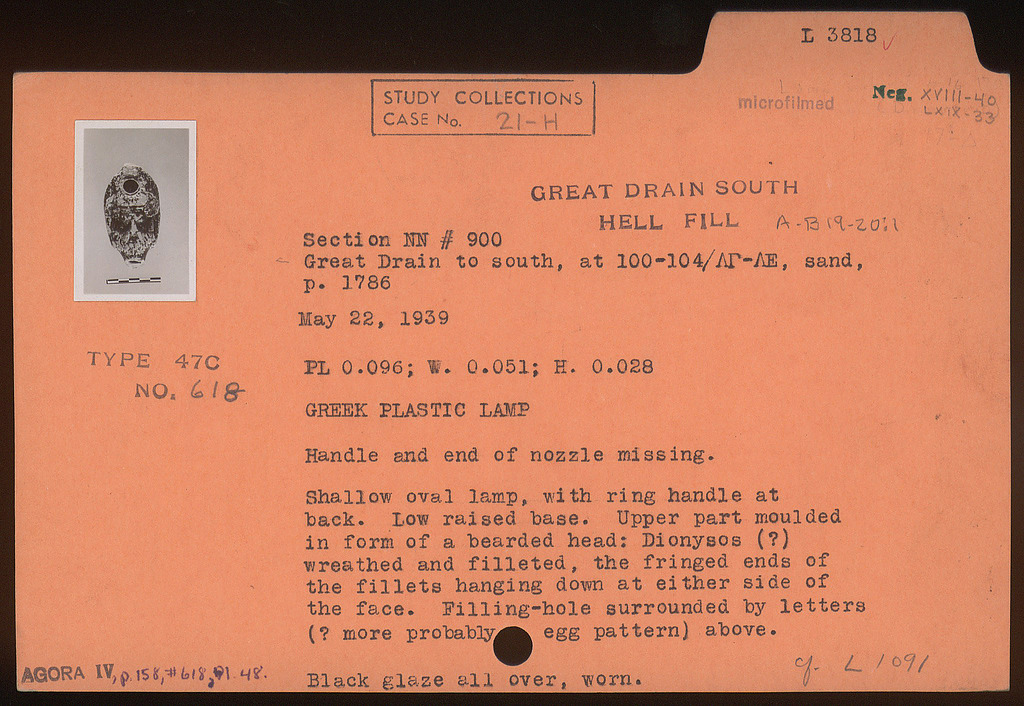 L 3818 ✓
STUDY COLLECTIONS
CASE No. 21-H
microfilmed
Neg. XVIII-40
LXIX-33
GREAT DRAIN SOUTH
HELL FILL A-B 19-20:1
Section NN # 900
Great Drain to south, at 100-104/ΛΓ-ΛΕ, sand,
p. 1786
May 22, 1939
TYPE 47C
NO. 618
PL 0.096; W. 0.051; H. 0.028
GREEK PLASTIC LAMP
Handle and end of nozzle missing.
Shallow oval lamp, with ring handle at
back. Low raised base. Upper part moulded
in form of a bearded head: Dionysos (?)
wreathed and filleted, the fringed ends of
the fillets hanging down at either side of
the face. Filling-hole surrounded by letters
(? more probably egg pattern) above.
Black glaze all over, worn.
cf. L 1091
AGORA IV, p. 158, #618, Pl. 48.